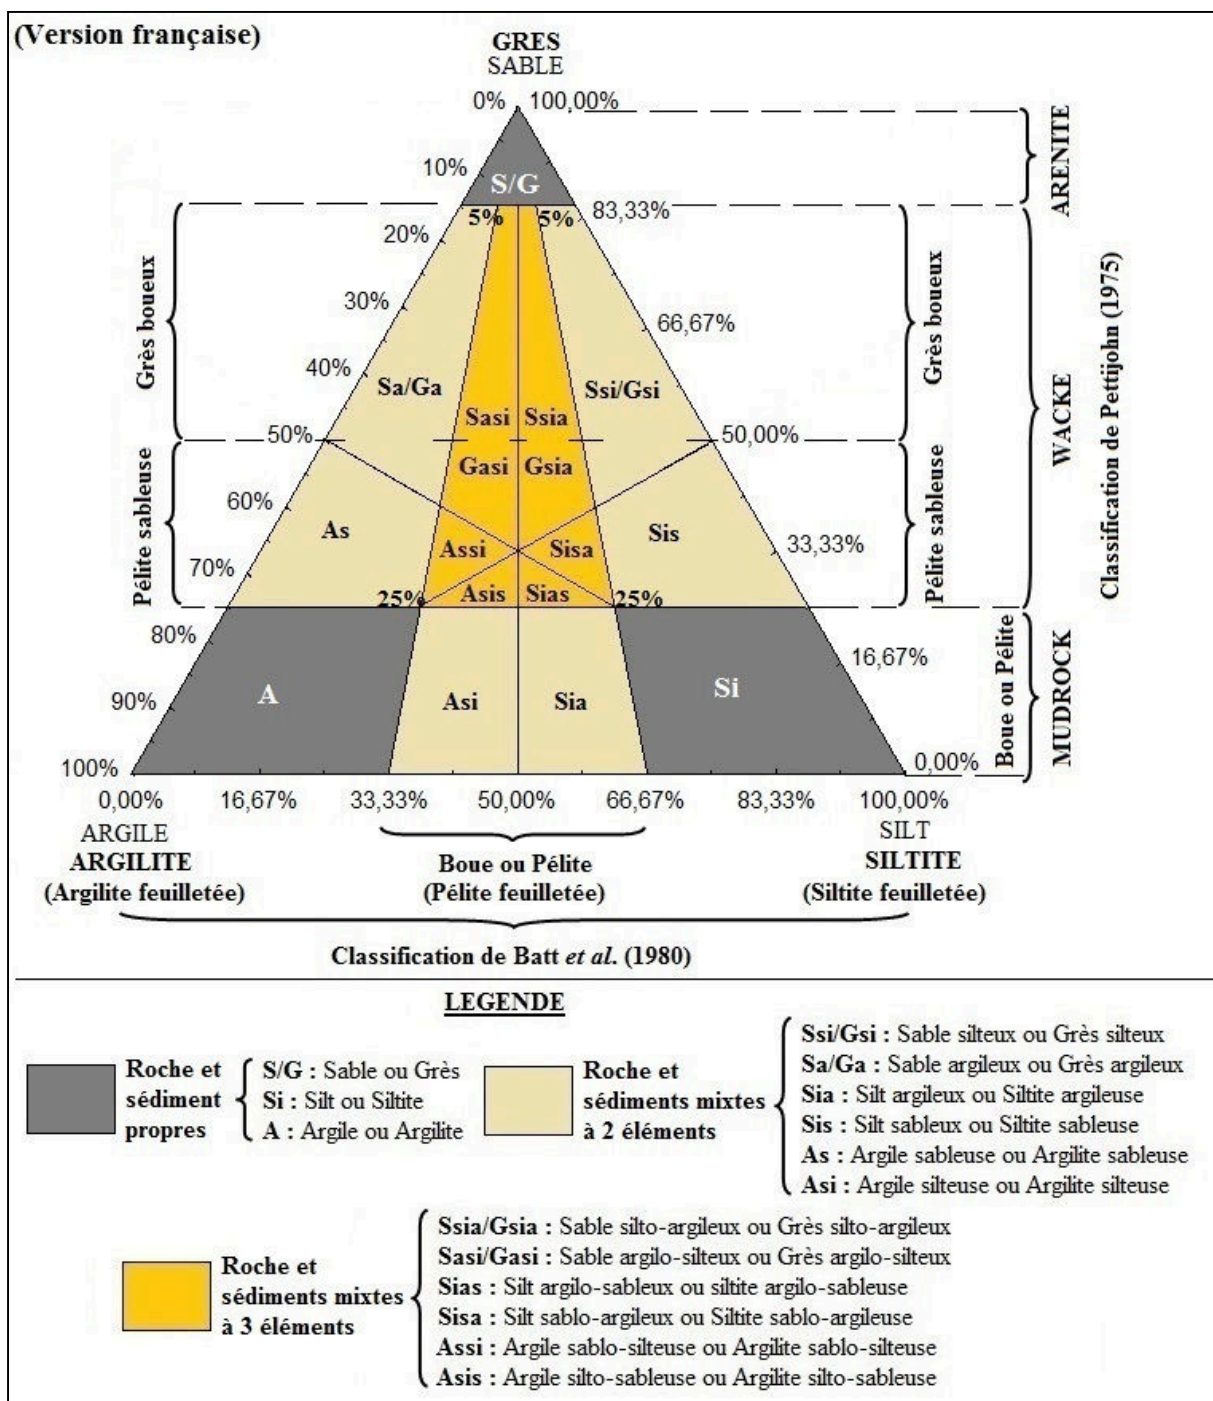 (Version française)
GRES
SABLE
0% 100,00%
10%
S/G
5% 5% 83,33%
20%
30%
66,67%
40%
Sa/Ga Ssi/Gsi
Sasi Ssia
50% 50,00%
Gasi Gsia
60%
As Sis
Assi Sisa
33,33%
70%
25% Asis Sias 25%
80%
16,67%
A Si
90%
Asi Sia
100% 0,00%
0,00% 16,67% 33,33% 50,00% 66,67% 83,33% 100,00%
Grès boueux
Pélite sableuse
Grès boueux
Pélite sableuse
Boue ou Pélite
ARENITE
WACKE
MUDROCK
Classification de Pettijohn (1975)
ARGILE
ARGILITE
(Argilite feuilletée)
Boue ou Pélite
(Pélite feuilletée)
SILT
SILTITE
(Siltite feuilletée)
Classification de Batt et al. (1980)
LEGENDE
Roche et
sédiment
propres
S/G : Sable ou Grès
Si : Silt ou Siltite
A : Argile ou Argilite
Roche et
sédiments mixtes
à 2 éléments
Ssi/Gsi : Sable silteux ou Grès silteux
Sa/Ga : Sable argileux ou Grès argileux
Sia : Silt argileux ou Siltite argileuse
Sis : Silt sableux ou Siltite sableuse
As : Argile sableuse ou Argilite sableuse
Asi : Argile silteuse ou Argilite silteuse
Roche et
sédiments mixtes
à 3 éléments
Ssia/Gsia : Sable silto-argileux ou Grès silto-argileux
Sasi/Gasi : Sable argilo-silteux ou Grès argilo-silteux
Sias : Silt argilo-sableux ou siltite argilo-sableuse
Sisa : Silt sablo-argileux ou Siltite sablo-argileuse
Assi : Argile sablo-silteuse ou Argilite sablo-silteuse
Asis : Argile silto-sableuse ou Argilite silto-sableuse